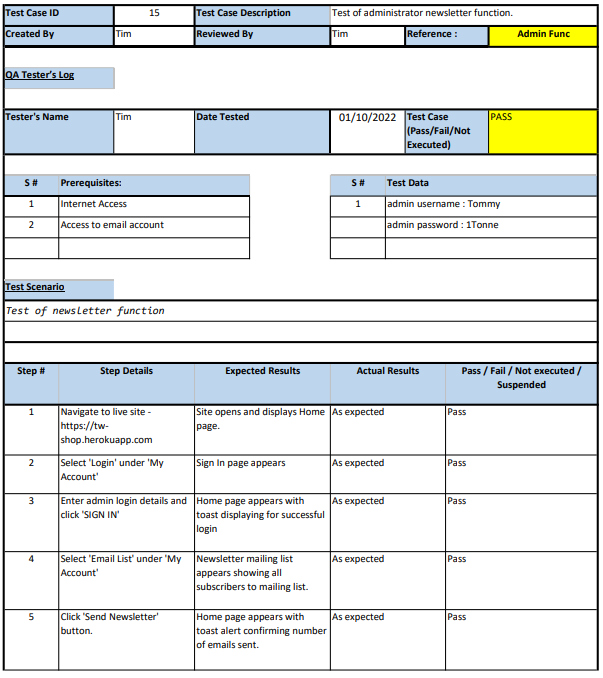 Test Case ID 15 Test Case Description Test of administrator newsletter function.
Created By Tim Reviewed By Tim Reference : Admin Func
QA Tester's Log
Tester's Name Tim Date Tested 01/10/2022 Test Case PASS
(Pass/Fail/Not
Executed)
S # Prerequisites: S # Test Data
1 Internet Access 1 admin username : Tommy
2 Access to email account admin password : 1Tonne
Test Scenario
Test of newsletter function
Step # Step Details Expected Results Actual Results Pass / Fail / Not executed /
Suspended
1 Navigate to live site - Site opens and displays Home As expected Pass
https://tw- page.
shop.herokuapp.com
2 Select 'Login' under 'My Sign In page appears As expected Pass
Account'
3 Enter admin login details and Home page appears with As expected Pass
click 'SIGN IN' toast displaying for successful
login
4 Select 'Email List' under 'My Newsletter mailing list As expected Pass
Account' appears showing all
subscribers to mailing list.
5 Click 'Send Newsletter' Home page appears with As expected Pass
button. toast alert confirming number
of emails sent.